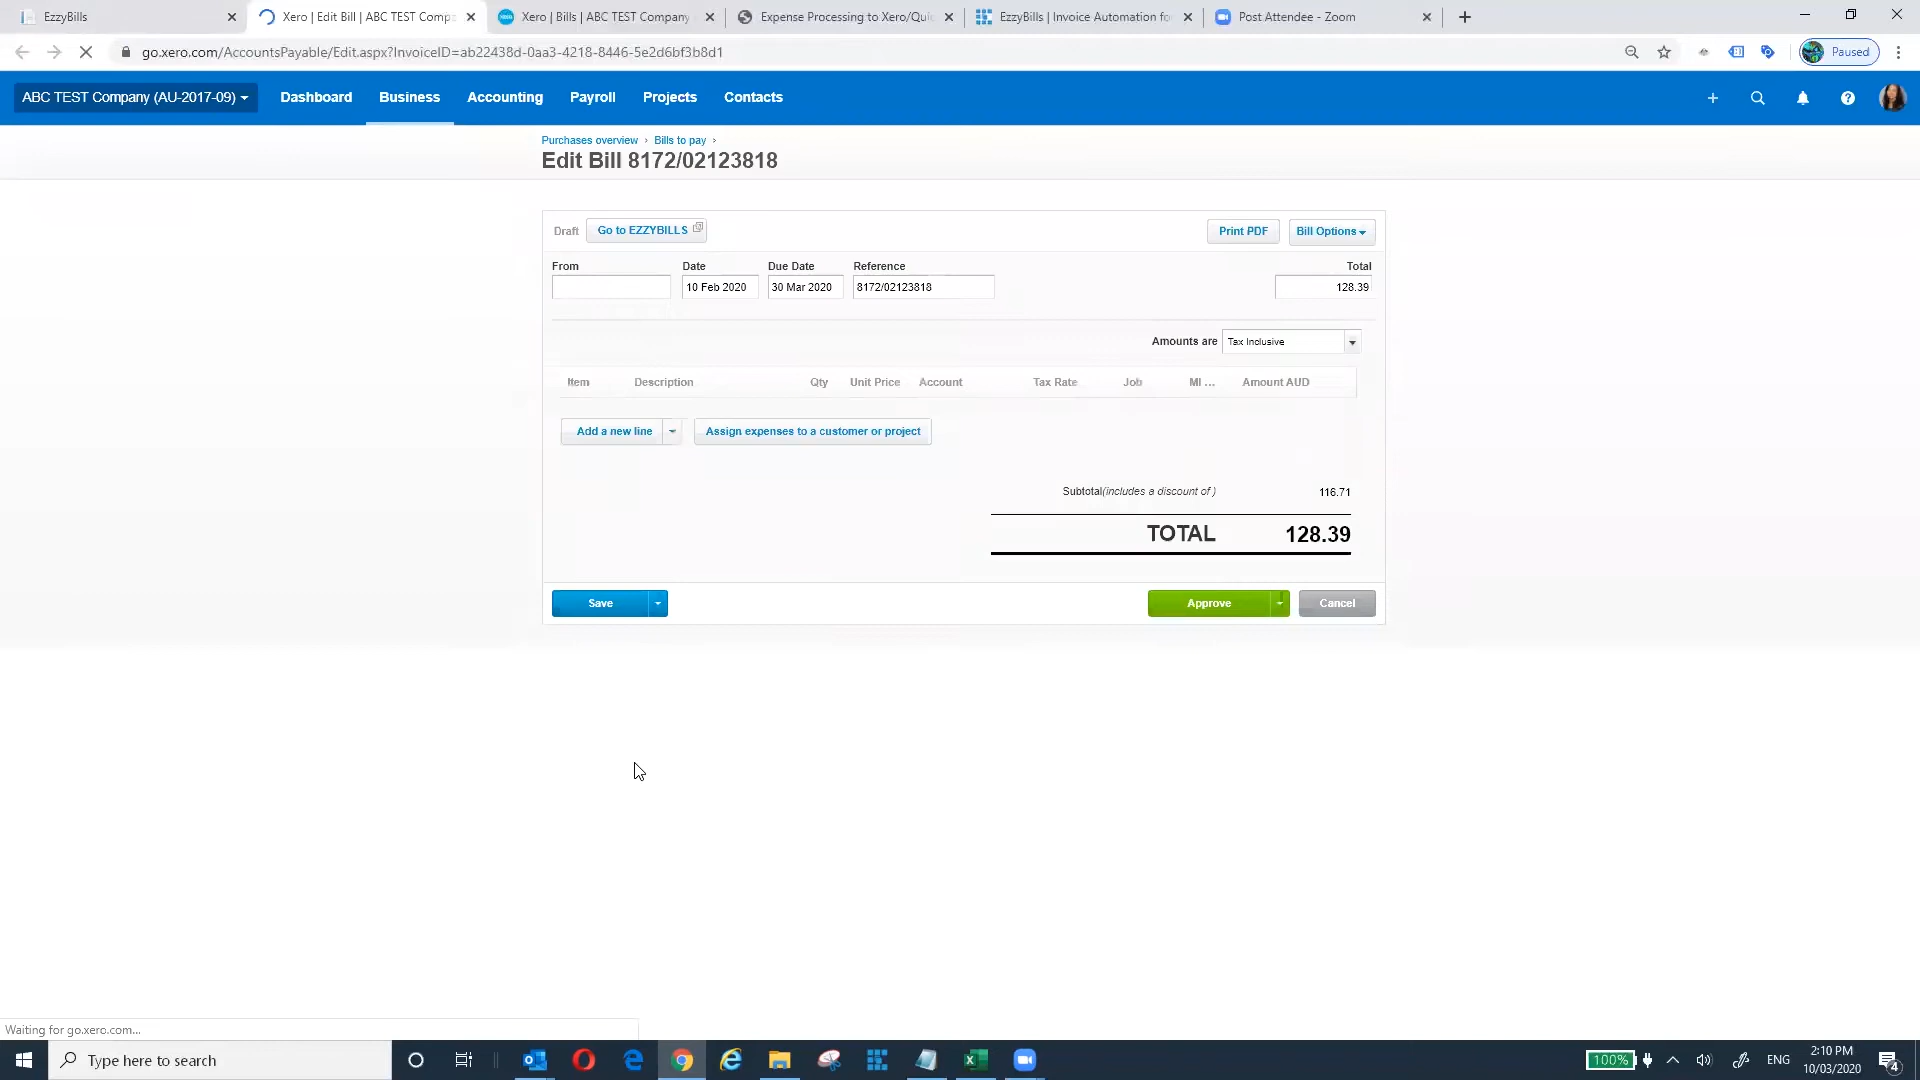 EzzyBills
Xero | Edit Bill | ABC TEST Comp
Xero | Bills | ABC TEST Company
Expense Processing to Xero/Qui
EzzyBills | Invoice Automation fo
Post Attendee - Zoom
go.xero.com/AccountsPayable/Edit.aspx?InvoiceID=ab22438d-0aa3-4218-8446-5e2d6bf3b8d1
Paused
ABC TEST Company (AU-2017-09)
Dashboard
Business
Accounting
Payroll
Projects
Contacts
Purchases overview › Bills to pay ›
Edit Bill 8172/02123818
Draft
Go to EZZYBILLS
Print PDF
Bill Options
From
Date
Due Date
Reference
Total
10 Feb 2020
30 Mar 2020
8172/02123818
128.39
Amounts are
Tax Inclusive
Item
Description
Qty
Unit Price
Account
Tax Rate
Job
MI ...
Amount AUD
Add a new line
Assign expenses to a customer or project
Subtotal(includes a discount of )
116.71
TOTAL
128.39
Save
Approve
Cancel
Waiting for go.xero.com...
Type here to search
100%
ENG
2:10 PM
10/03/2020
4